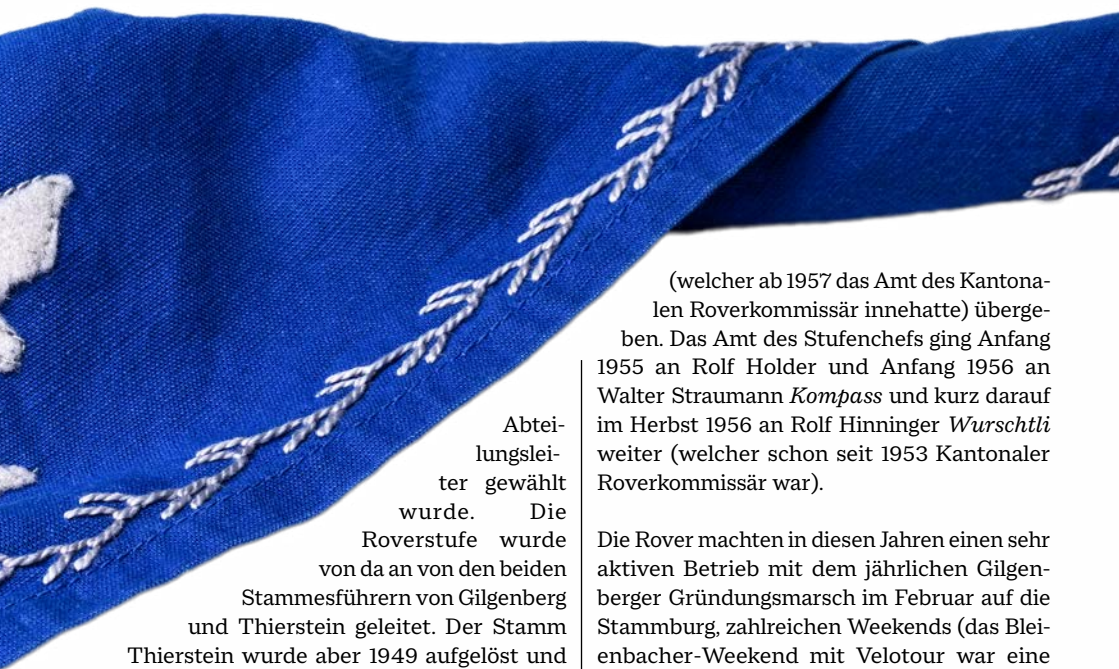 Abtei-
lungslei-
ter gewählt
wurde. Die
Roverstufe wurde
von da an von den beiden
Stammesführern von Gilgenberg
und Thierstein geleitet. Der Stamm
Thierstein wurde aber 1949 aufgelöst und
(welcher ab 1957 das Amt des Kantona-
len Roverkommissär innehatte) überge-
ben. Das Amt des Stufenchefs ging Anfang
1955 an Rolf Holder und Anfang 1956 an
Walter Straumann Kompass und kurz darauf
im Herbst 1956 an Rolf Hinninger Wurschtli
weiter (welcher schon seit 1953 Kantonaler
Roverkommissär war).
Die Rover machten in diesen Jahren einen sehr
aktiven Betrieb mit dem jährlichen Gilgen-
berger Gründungsmarsch im Februar auf die
Stammburg, zahlreichen Weekends (das Blei-
enbacher-Weekend mit Velotour war eine